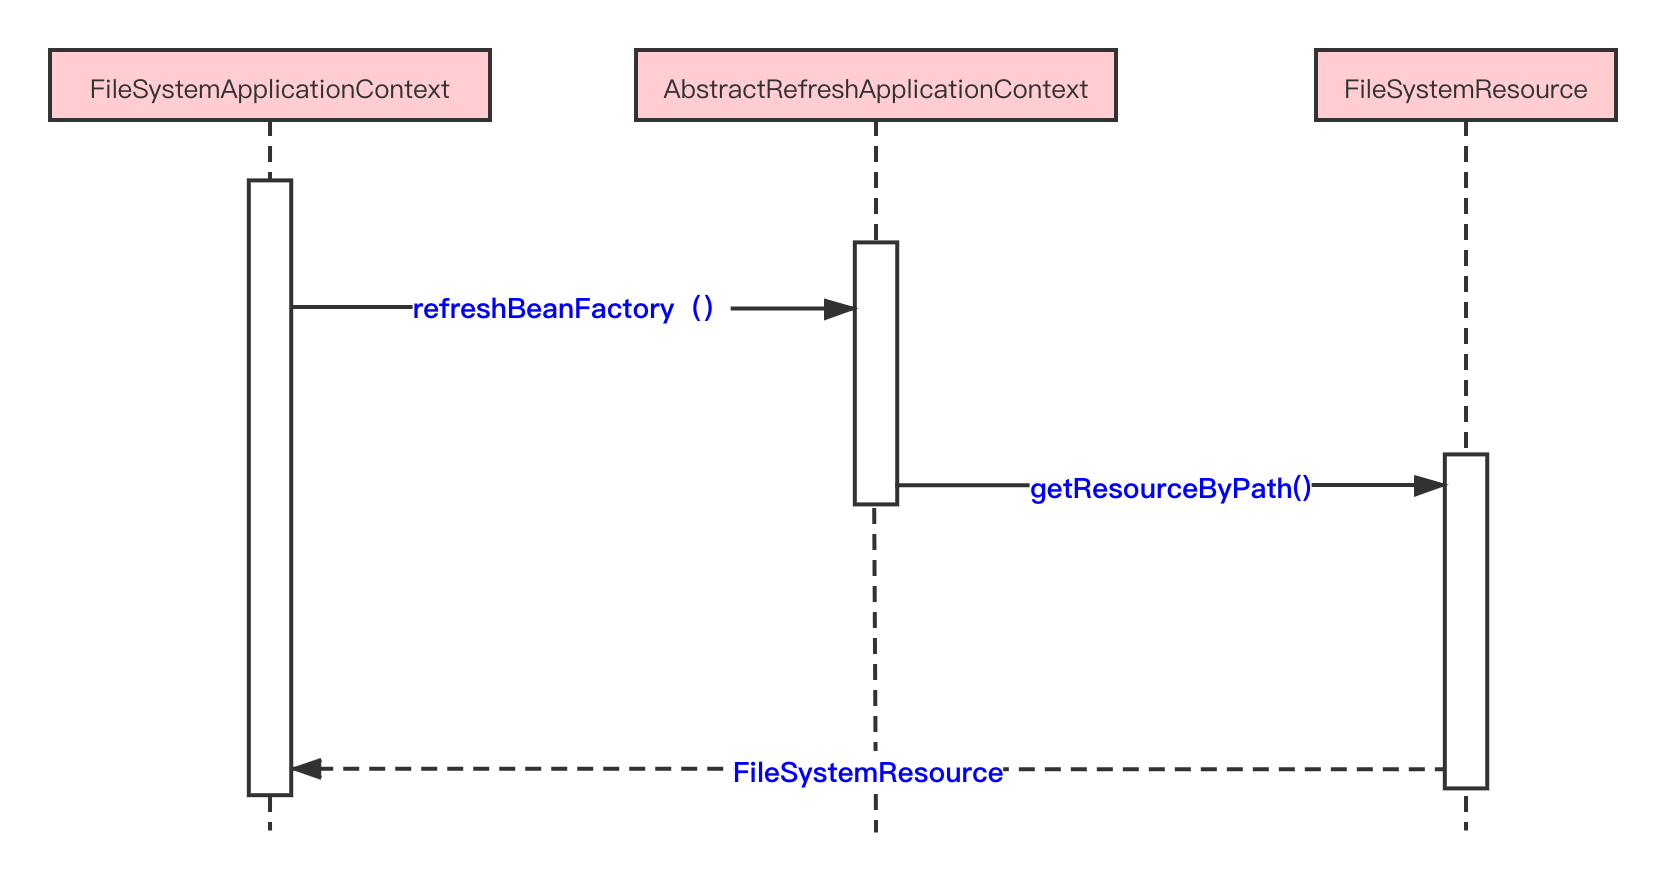 FileSystemApplicationContext
AbstractRefreshApplicationContext
FileSystemResource
refreshBeanFactory ()
getResourceByPath()
FileSystemResource